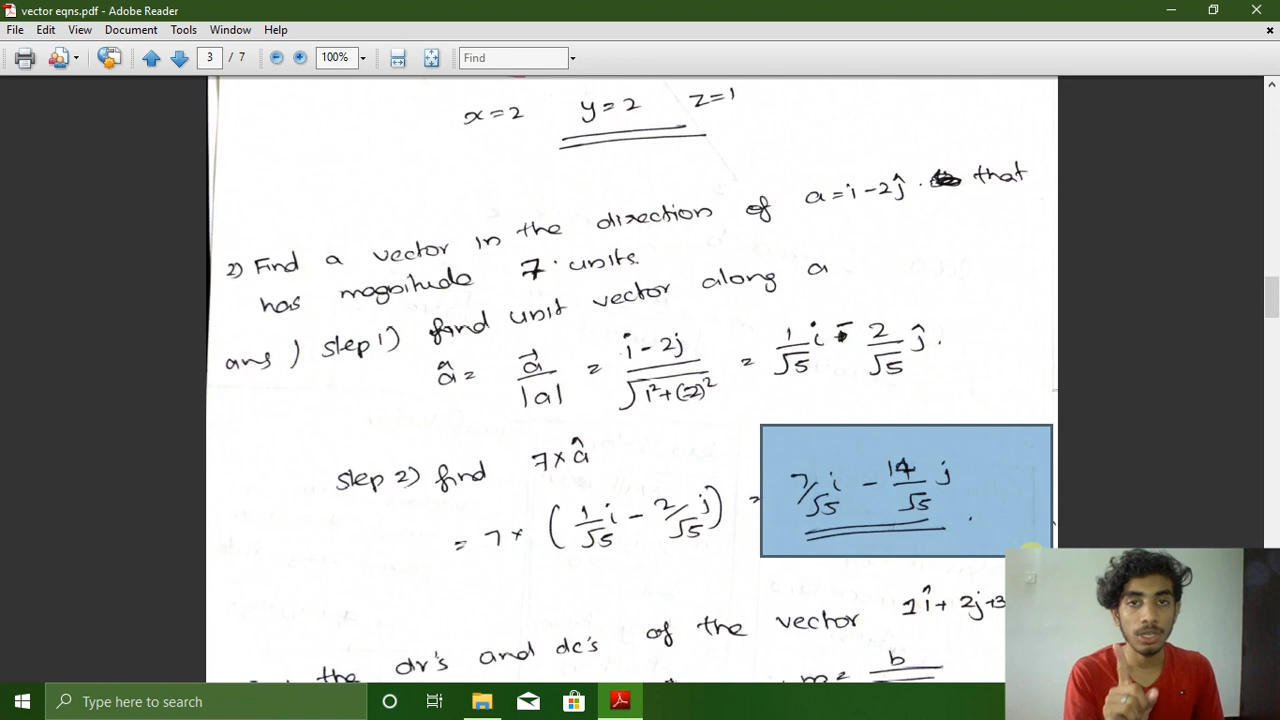 vector eqns.pdf - Adobe Reader
File Edit View Document Tools Window Help
3 / 7 100% Find
x=2 y=2 z=1
2) Find a vector in the direction of a=i-2ĵ. that
has magnitude 7 units.
ans) step 1) find unit vector along a
â = a⃗/|a| = i-2j/√1²+(-2)² = 1/√5 i - 2/√5 ĵ.
step 2) find 7×â
= 7× (1/√5 i - 2/√5 j) = 7/√5 i - 14/√5 j
the dr's and dc's of the vector 1î+2j+3
m= b
Type here to search